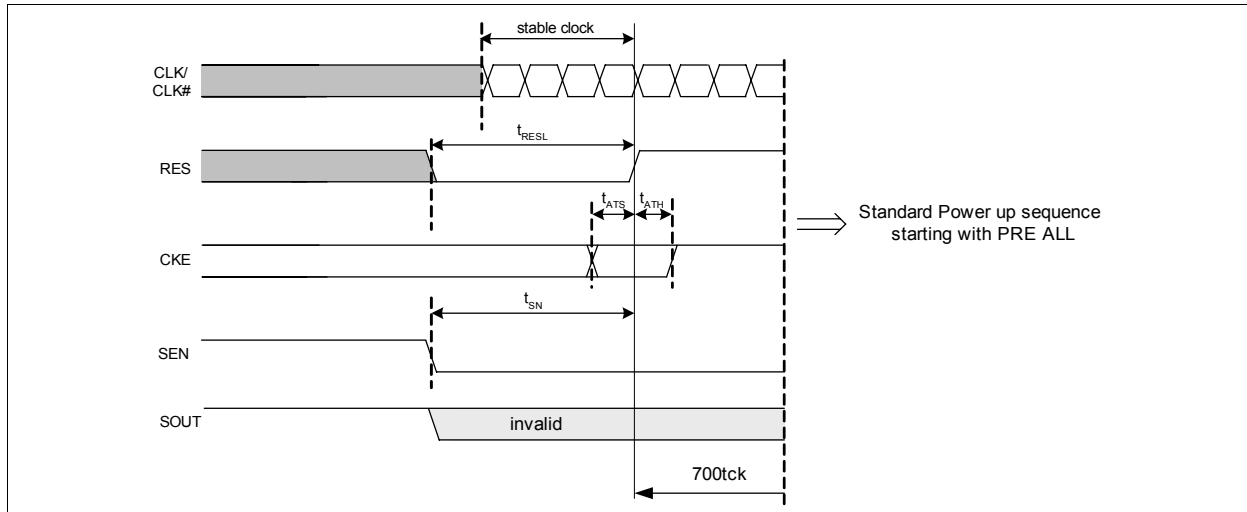 stable clock
CLK/
CLK#
tRESL
RES
tATS
tATH
Standard Power up sequence
starting with PRE ALL
CKE
tSN
SEN
SOUT
invalid
700tck